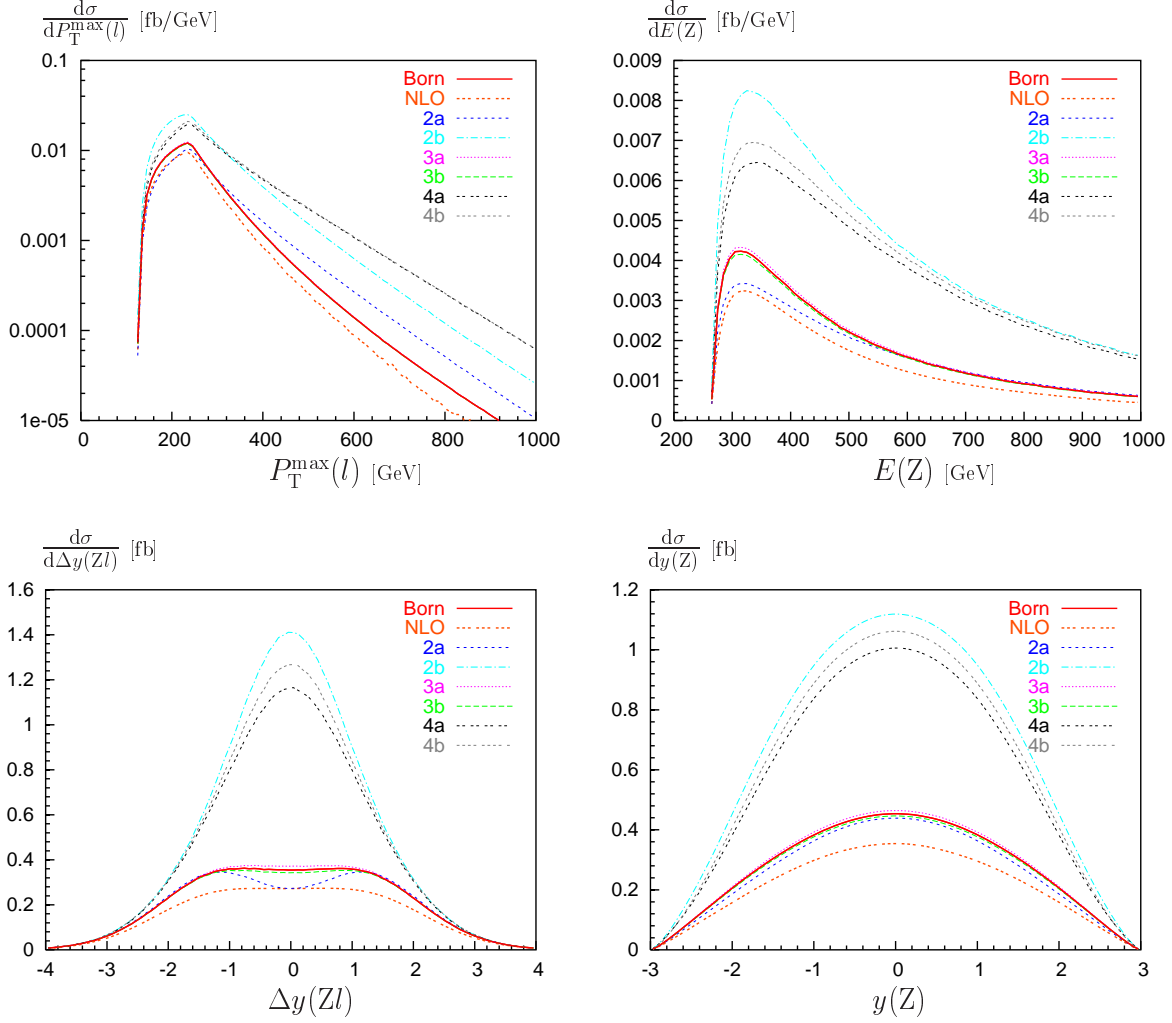 dσ/dP_T^max(l) [fb/GeV]
0.1
0.01
0.001
0.0001
1e-05
0 200 400 600 800 1000
P_T^max(l) [GeV]
Born
NLO
2a
2b
3a
3b
4a
4b
dσ/dE(Z) [fb/GeV]
0.009
0.008
0.007
0.006
0.005
0.004
0.003
0.002
0.001
0
200 300 400 500 600 700 800 900 1000
E(Z) [GeV]
Born
NLO
2a
2b
3a
3b
4a
4b
dσ/dΔy(Zl) [fb]
1.6
1.4
1.2
1
0.8
0.6
0.4
0.2
0
-4 -3 -2 -1 0 1 2 3 4
Δy(Zl)
Born
NLO
2a
2b
3a
3b
4a
4b
dσ/dy(Z) [fb]
1.2
1
0.8
0.6
0.4
0.2
0
-3 -2 -1 0 1 2 3
y(Z)
Born
NLO
2a
2b
3a
3b
4a
4b